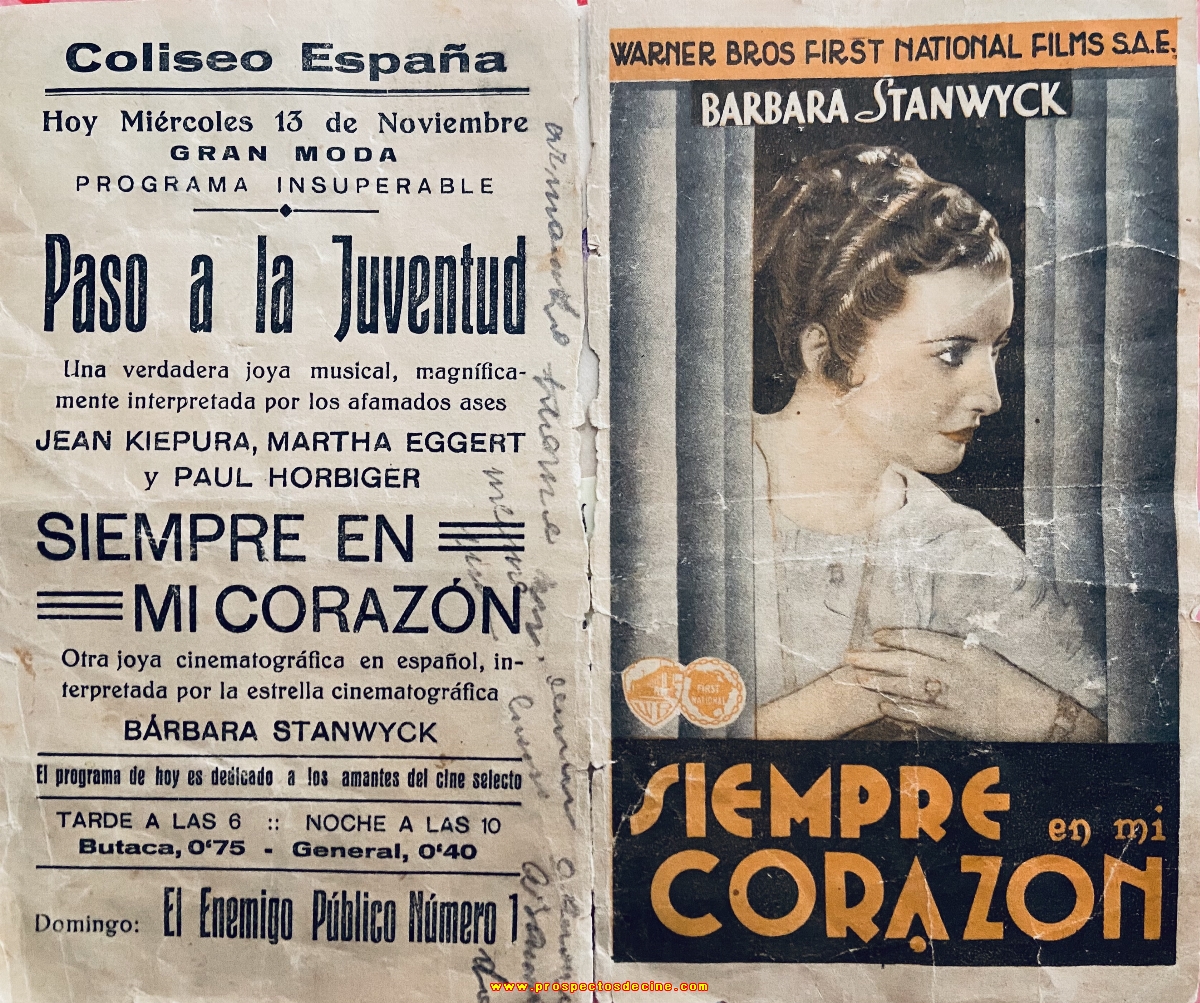 Coliseo España
Hoy Miércoles 13 de Noviembre
GRAN MODA
PROGRAMA INSUPERABLE
Paso a la Juventud
Una verdadera joya musical, magnífica-
mente interpretada por los afamados ases
JEAN KIEPURA, MARTHA EGGERT
y PAUL HORBIGER
SIEMPRE EN
MI CORAZÓN
Otra joya cinematográfica en español, in-
terpretada por la estrella cinematográfica
BÁRBARA STANWYCK
El programa de hoy es dedicado a los amantes del cine selecto
TARDE A LAS 6 :: NOCHE A LAS 10
Butaca, 0'75 - General, 0'40
Domingo: El Enemigo Público Número 1
WARNER BROS FIRST NATIONAL FILMS S.A.E.
BARBARA STANWYCK
WB
FIRST
NATIONAL
SIEMPRE en mi
CORAZON
www.prospectosdecine.com